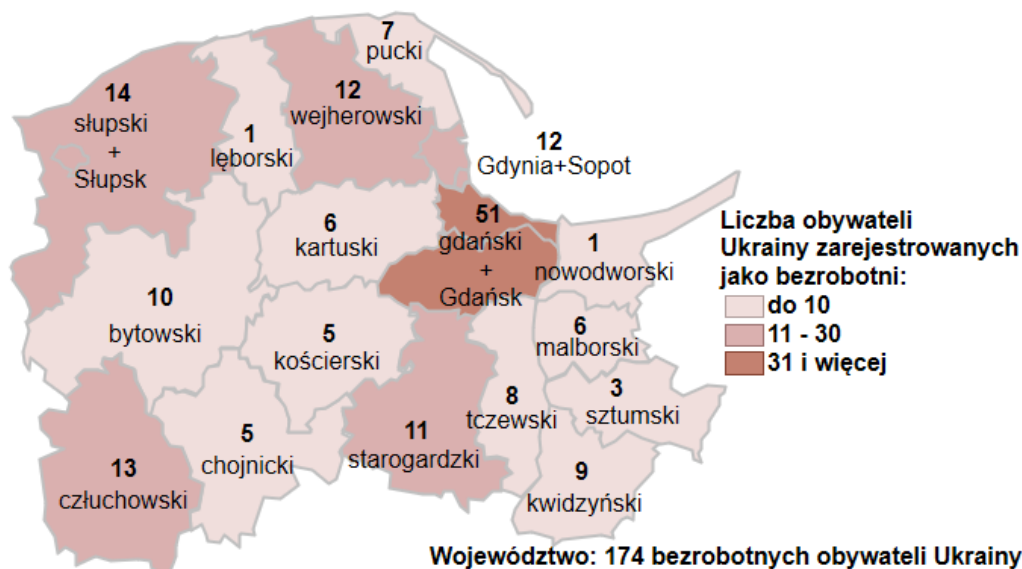 7
pucki
14
słupski
+
Słupsk
12
wejherowski
1
lęborski
12
Gdynia+Sopot
51
gdański
+
Gdańsk
6
kartuski
1
nowodworski
10
bytowski
5
kościerski
6
malborski
3
sztumski
8
tczewski
11
starogardzki
5
chojnicki
13
człuchowski
9
kwidzyński
Liczba obywateli
Ukrainy zarejestrowanych
jako bezrobotni:
do 10
11 - 30
31 i więcej
Województwo: 174 bezrobotnych obywateli Ukrainy